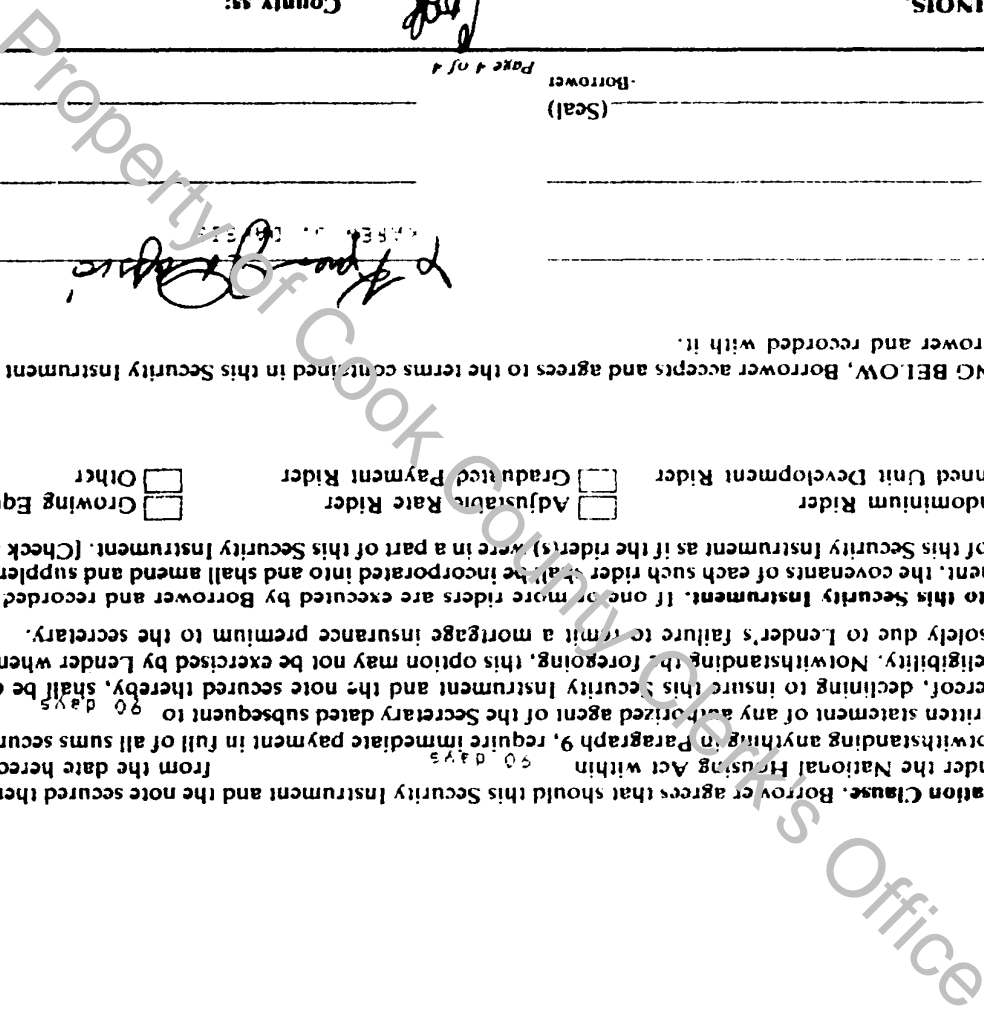 ation Clause. Borrower agrees that should this Security Instrument and the note secured ther
nder the National Housing Act within 90 days from the date hereo
otwithstanding anything in Paragraph 9, require immediate payment in full of all sums secur
ritten statement of any authorized agent of the Secretary dated subsequent to 90 days
ereof, declining to insure this Security Instrument and the note secured thereby, shall be
eligibility. Notwithstanding the foregoing, this option may not be exercised by Lender when
solely due to Lender's failure to remit a mortgage insurance premium to the secretary.
to this Security Instrument. If one or more riders are executed by Borrower and recorded
ent, the covenants of each such rider shall be incorporated into and shall amend and supplem
of this Security Instrument as if the rider(s) were in a part of this Security Instrument. [Check
ndominium Rider Adjustable Rate Rider Growing Equ
nned Unit Development Rider Graduated Payment Rider Other
NG BELOW, Borrower accepts and agrees to the terms contained in this Security Instrument
rower and recorded with it.
(Seal)
-Borrower
Page 4 of 4
INOIS, Cook County ss:
Property of Cook County Clerk's Office